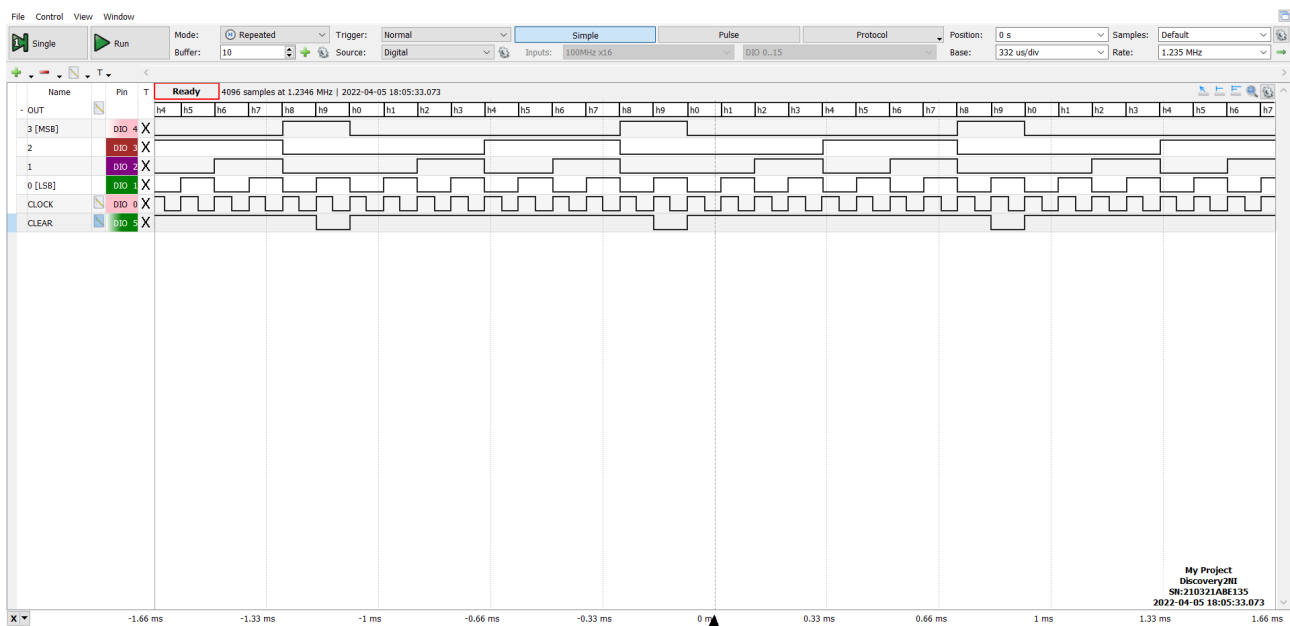 File Control View Window
Single Run Mode: Repeated Trigger: Normal Simple Pulse Protocol Position: 0 s Samples: Default
Buffer: 10 Source: Digital Inputs: 100MHz x16 DIO 0..15 Base: 332 us/div Rate: 1.235 MHz
T
Name Pin T Ready 4096 samples at 1.2346 MHz | 2022-04-05 18:05:33.073
- OUT h4 h5 h6 h7 h8 h9 h0 h1 h2 h3 h4 h5 h6 h7 h8 h9 h0 h1 h2 h3 h4 h5 h6 h7 h8 h9 h0 h1 h2 h3 h4 h5 h6 h7
3 [MSB] DIO 4 X
2 DIO 3 X
1 DIO 2 X
0 [LSB] DIO 1 X
CLOCK DIO 0 X
CLEAR DIO 5 X
My Project
Discovery2NI
SN:210321ABE135
2022-04-05 18:05:33.073
X -1.66 ms -1.33 ms -1 ms -0.66 ms -0.33 ms 0 ms 0.33 ms 0.66 ms 1 ms 1.33 ms 1.66 ms